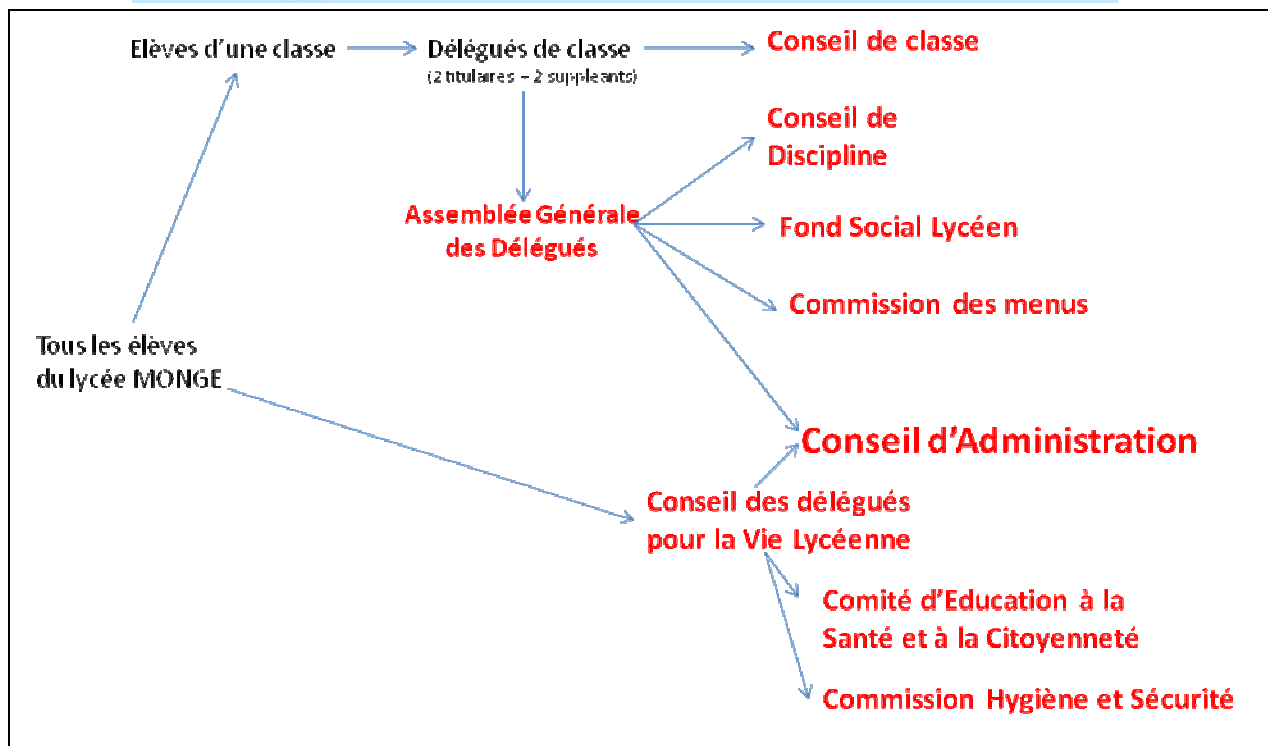 Elèves d'une classe
Délégués de classe
(2 titulaires – 2 suppleants)
Conseil de classe
Conseil de
Discipline
Assemblée Générale
des Délégués
Fond Social Lycéen
Commission des menus
Tous les élèves
du lycée MONGE
Conseil d'Administration
Conseil des délégués
pour la Vie Lycéenne
Comité d'Education à la
Santé et à la Citoyenneté
Commission Hygiène et Sécurité